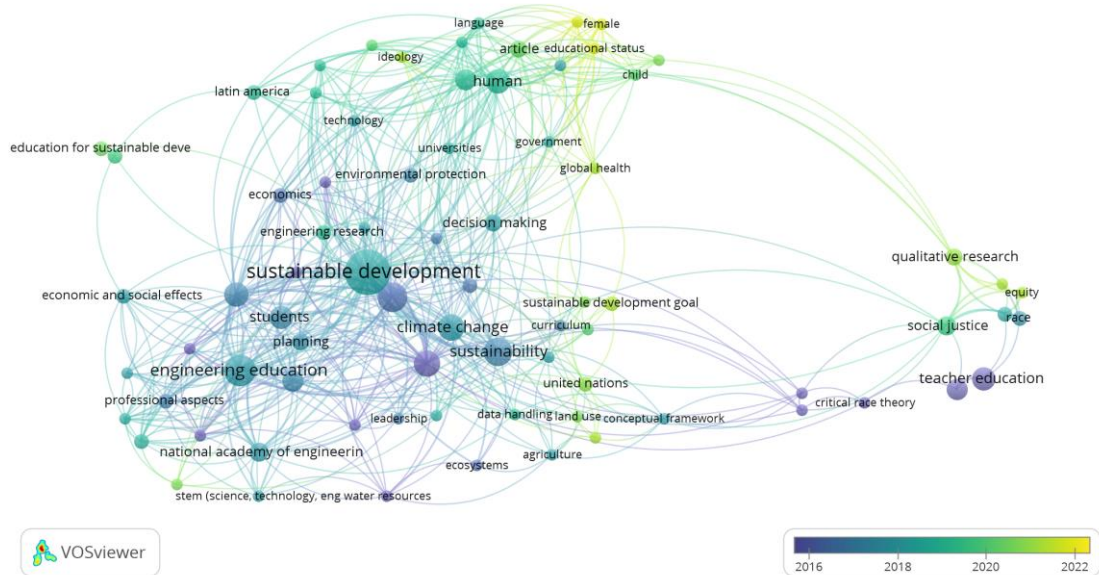 language
female
ideology
article
educational status
human
child
latin america
technology
universities
government
education for sustainable deve
global health
environmental protection
economics
decision making
engineering research
qualitative research
sustainable development
economic and social effects
equity
sustainable development goal
students
race
climate change
curriculum
social justice
planning
sustainability
engineering education
united nations
teacher education
professional aspects
critical race theory
leadership
data handling
land use
conceptual framework
national academy of engineerin
agriculture
ecosystems
stem (science, technology, eng
water resources
VOSviewer
2016
2018
2020
2022